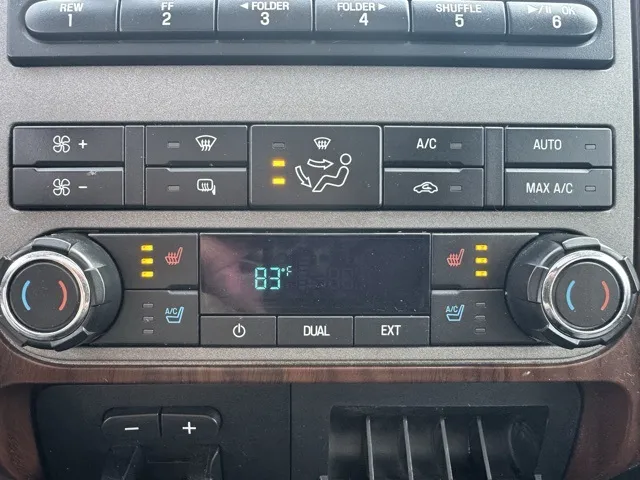 REW FF ◄ FOLDER FOLDER ► SHUFFLE ►/II OK
1 2 3 4 5 6
+ A/C AUTO
- MAX A/C
83°F
A/C A/C
DUAL EXT
- +